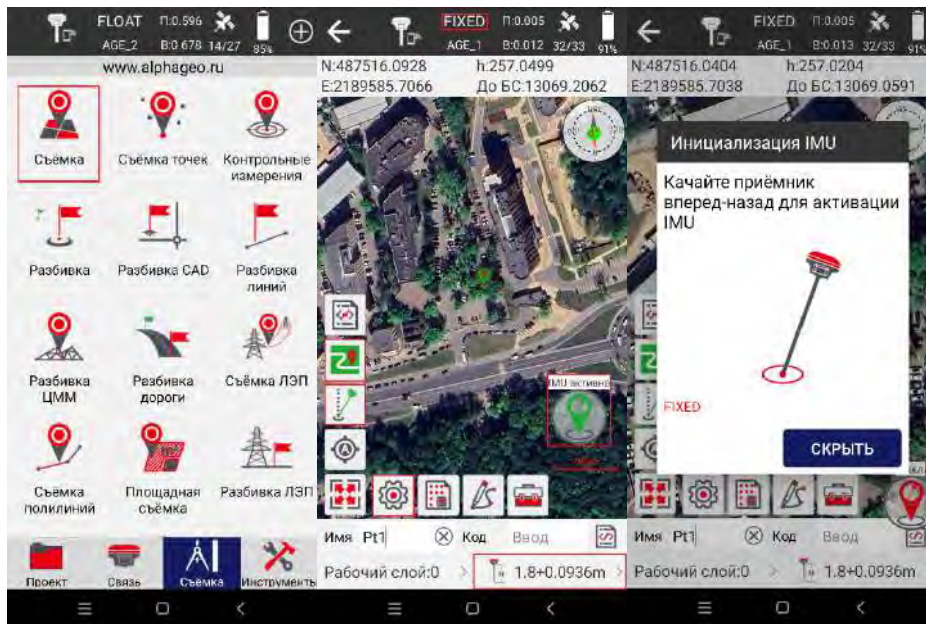 FLOAT П:0.596
AGE_2 B:0.678 14/27 85%
www.alphageo.ru
Съёмка
Съёмка точек
Контрольные
измерения
Разбивка
Разбивка CAD
Разбивка
линий
Разбивка
ЦММ
Разбивка
дороги
Съёмка ЛЭП
Съёмка
полилиний
Площадная
съёмка
Разбивка ЛЭП
Проект
Связь
Съёмка
Инструменты
FIXED П:0.005
AGE_1 B:0.012 32/33 91%
N:487516.0928 h:257.0499
E:2189585.7066 До БС:13069.2062
IMU активна
Имя Pt1 Код Ввод
Рабочий слой:0 > 1.8+0.0936m >
FIXED П:0.005
AGE_1 B:0.013 32/33 91%
N:487516.0404 h:257.0204
E:2189585.7038 До БС:13069.0591
Инициализация IMU
Качайте приёмник
вперед-назад для активации
IMU
FIXED
СКРЫТЬ
Имя Pt1 Код Ввод
Рабочий слой:0 > 1.8+0.0936m >